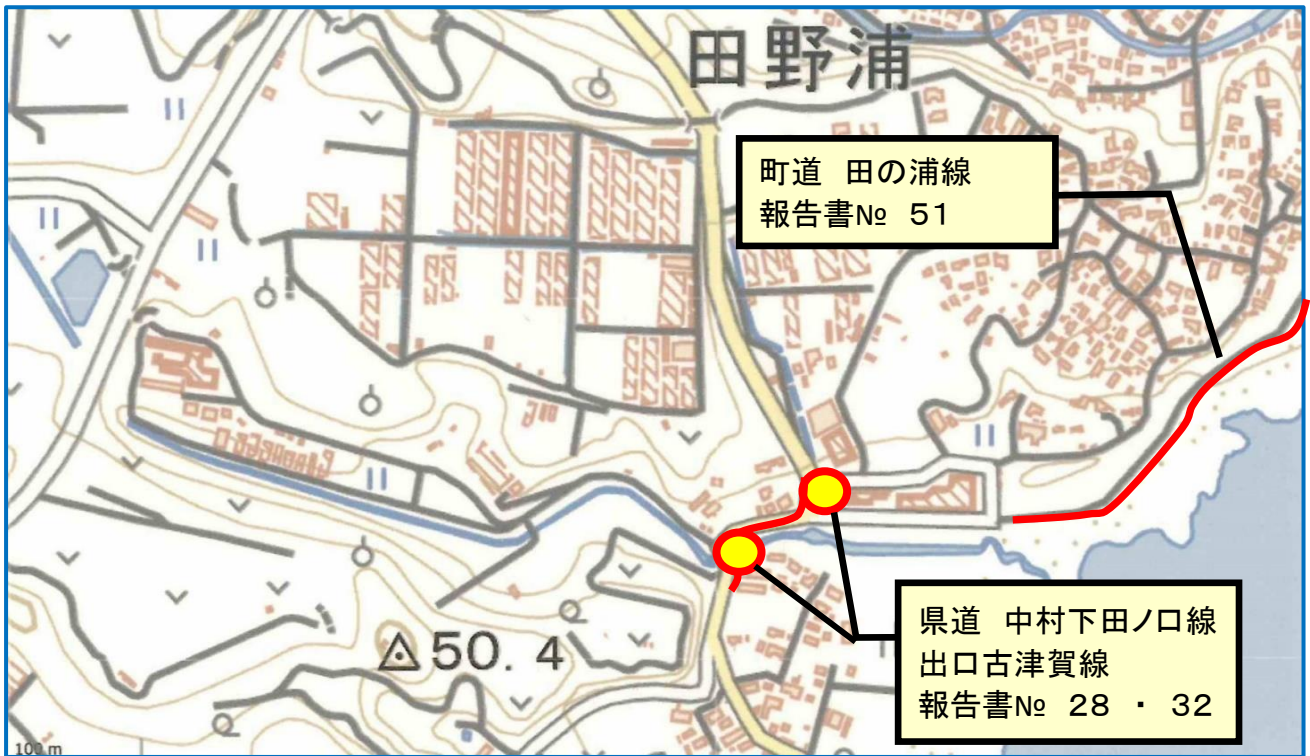 田野浦
町道 田の浦線
報告書№ 51
県道 中村下田ノ口線
出口古津賀線
報告書№ 28 ・ 32
50.4
100 m